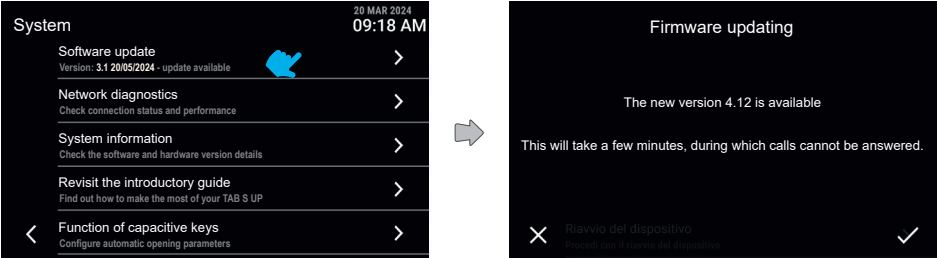 20 MAR 2024
System
09:18 AM
Software update
Version: 3.1 20/05/2024 - update available
Network diagnostics
Check connection status and performance
System information
Check the software and hardware version details
Revisit the introductory guide
Find out how to make the most of your TAB S UP
Function of capacitive keys
Configure automatic opening parameters
Firmware updating
The new version 4.12 is available
This will take a few minutes, during which calls cannot be answered.
Riavvio del dispositivo
Procedi con il riavvio del dispositivo